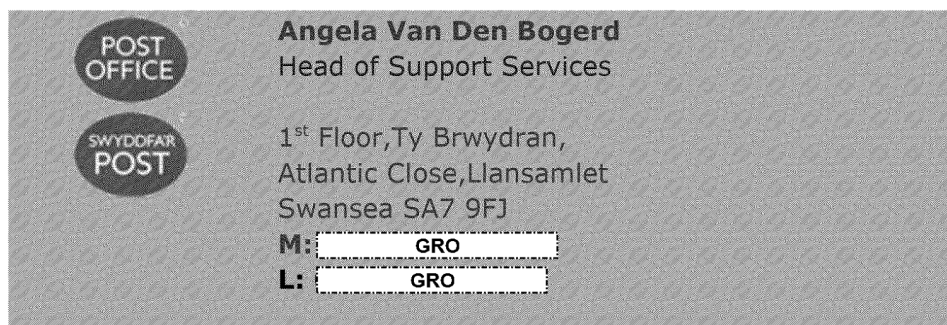 POST
OFFICE
SWYDDFA'R
POST
Angela Van Den Bogerd
Head of Support Services
1st Floor,Ty Brwydran,
Atlantic Close,Llansamlet
Swansea SA7 9FJ
M: GRO
L: GRO